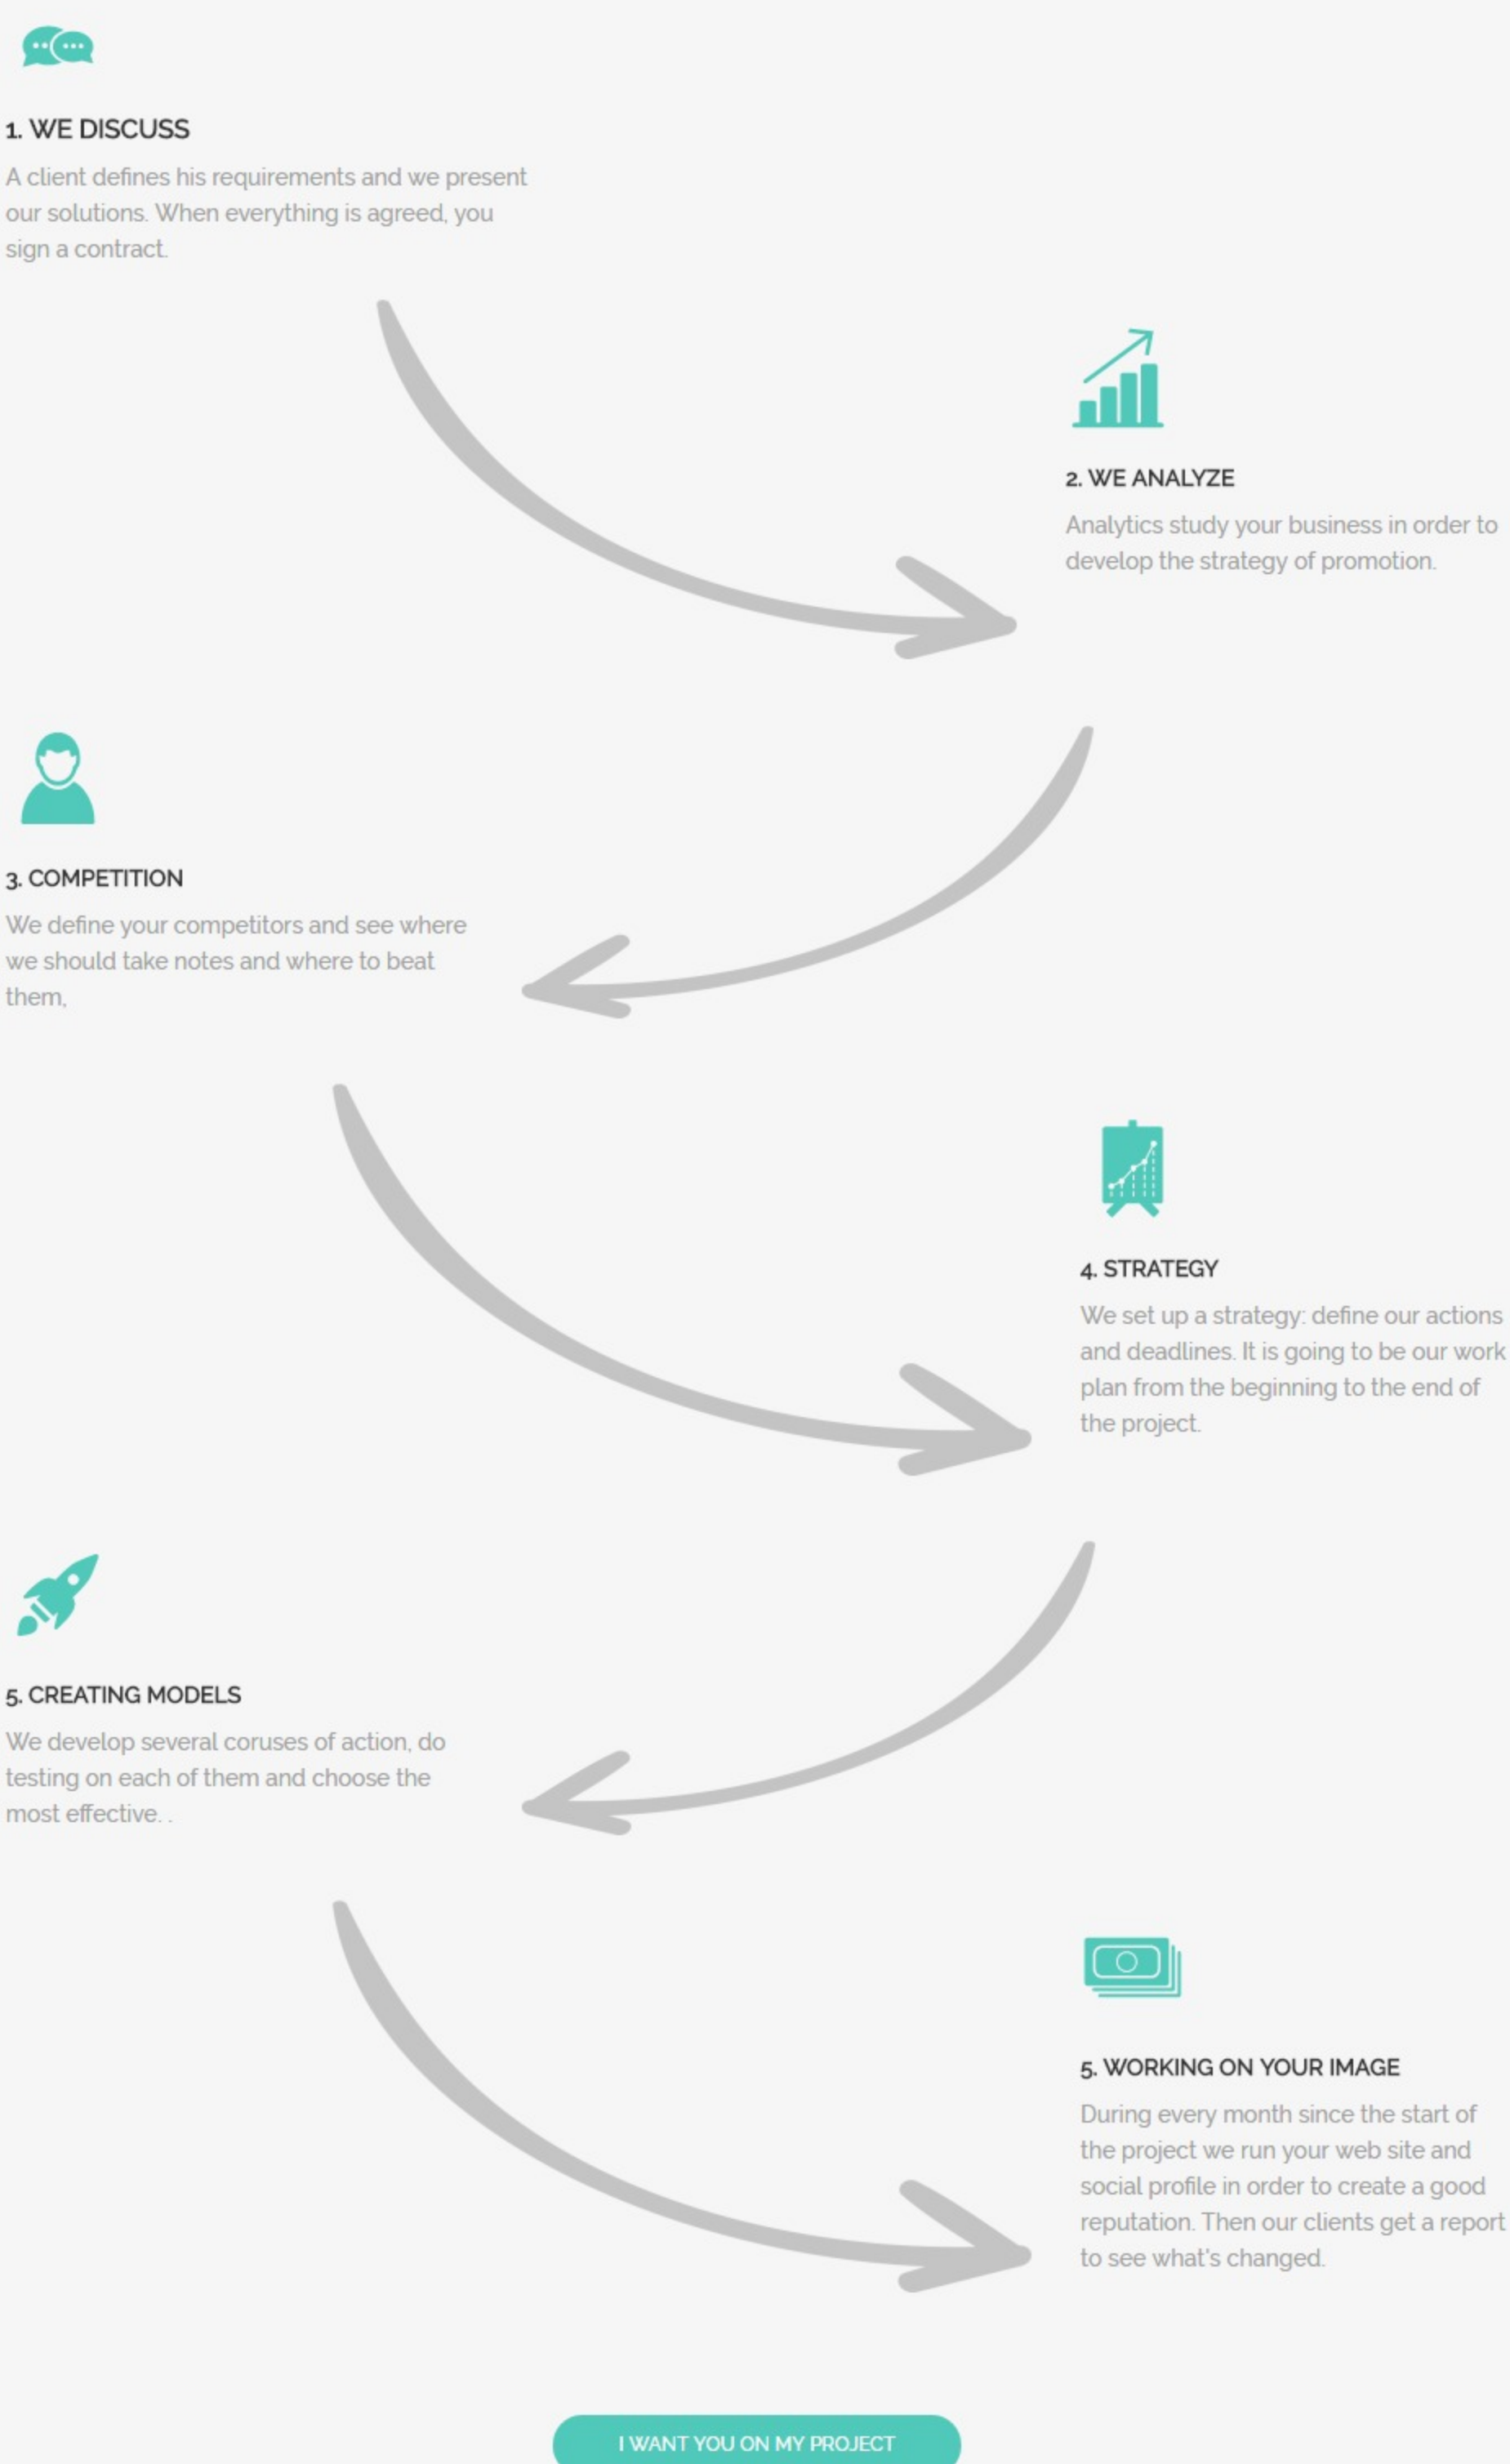 1. WE DISCUSS
A client defines his requirements and we present
our solutions. When everything is agreed, you
sign a contract.
2. WE ANALYZE
Analytics study your business in order to
develop the strategy of promotion.
3. COMPETITION
We define your competitors and see where
we should take notes and where to beat
them,
4. STRATEGY
We set up a strategy: define our actions
and deadlines. It is going to be our work
plan from the beginning to the end of
the project.
5. CREATING MODELS
We develop several coruses of action, do
testing on each of them and choose the
most effective. .
5. WORKING ON YOUR IMAGE
During every month since the start of
the project we run your web site and
social profile in order to create a good
reputation. Then our clients get a report
to see what's changed.
I WANT YOU ON MY PROJECT